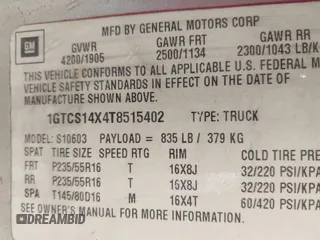 MFD BY GENERAL MOTORS CORP
GM
GVWR GAWR FRT GAWR RR
4200/1905 2500/1134 2300/1043 LB/K
THIS VEHICLE CONFORMS TO ALL APPLICABLE U.S. FEDERAL M
VEHICLE SAFETY STANDARDS IN EFFECT ON THE DATE OF
MANUFACTURE SHOWN ABOVE.
1GTCS14X4T8515402 TYPE: TRUCK
MODEL: S10603 PAYLOAD = 835 LB / 379 KG
SPAT TIRE SIZE SPEED RTG RIM COLD TIRE PR
FRT P235/55R16 T 16X8J 32/220 PSI/KPA
RR P235/55R16 T 16X8J 32/220 PSI/KPA
SPA T145/80D16 M 16X4T 60/420 PSI/KPA
SEE OWNER'S MANUAL FOR
DRIVEAUCTION